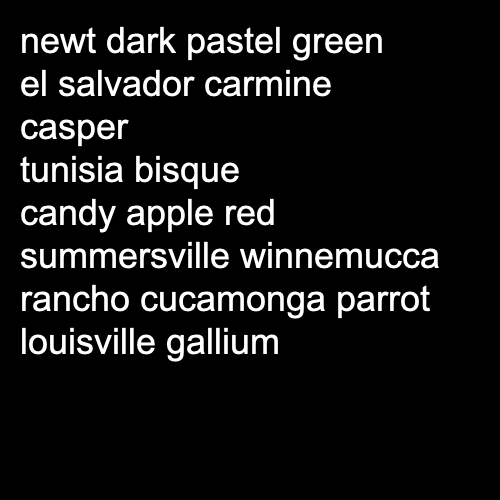 newt dark pastel green
el salvador carmine
casper
tunisia bisque
candy apple red
summersville winnemucca
rancho cucamonga parrot
louisville gallium